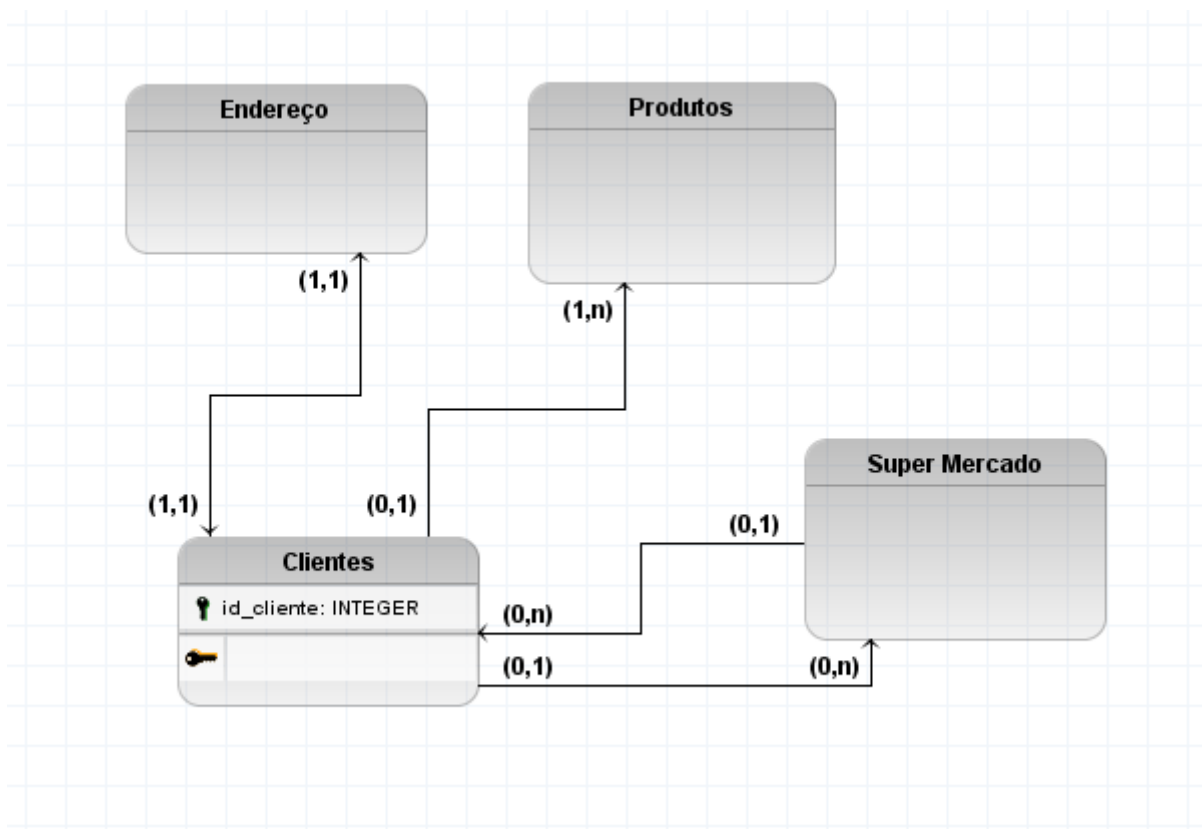 Endereço
Produtos
(1,1)
(1,n)
Super Mercado
(1,1)
(0,1)
(0,1)
Clientes
id_cliente: INTEGER
(0,n)
(0,1)
(0,n)